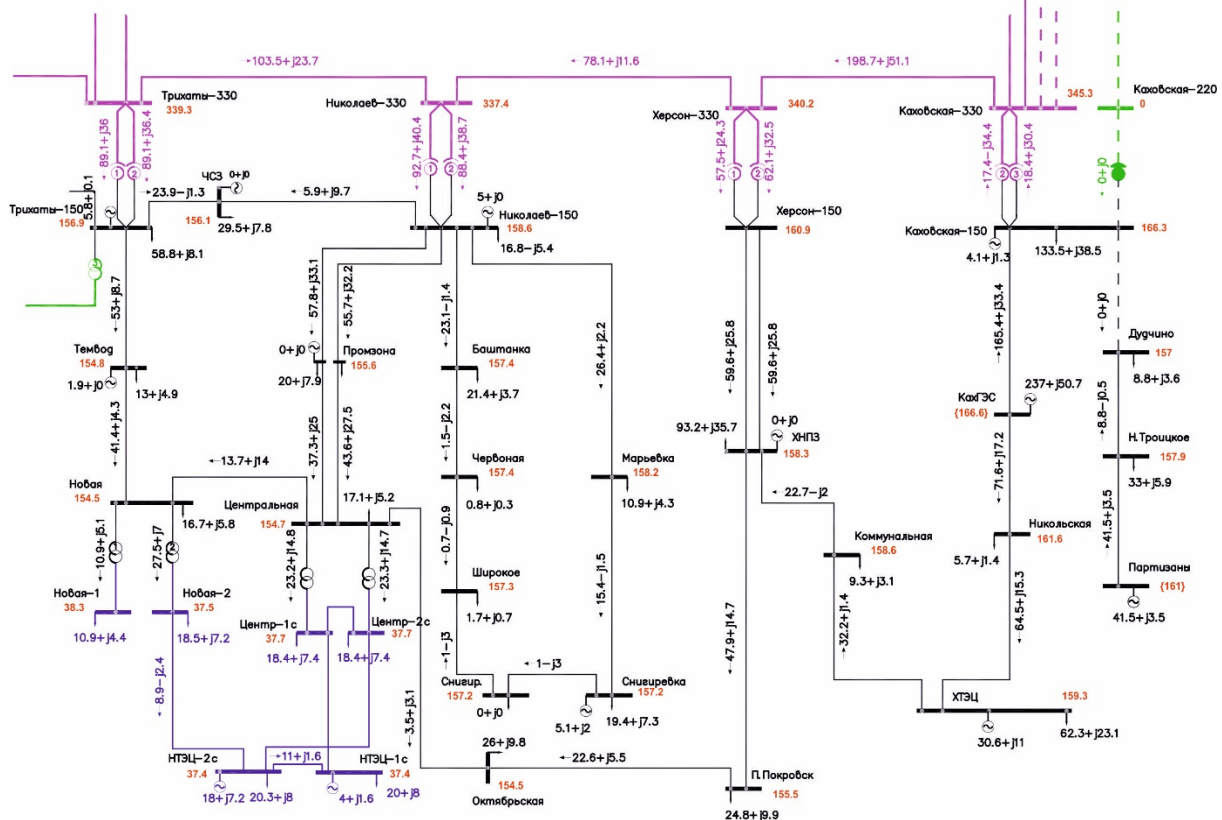 →103.5+j23.7
←78.1+j11.6
←198.7+j51.1
Трихаты-330
339.3
Николаев-330
337.4
Херсон-330
340.2
Каховская-330
345.3
Каховская-220
0
←89.1+j36
←89.1+j36.4
1
2
←92.7+j40.4
←88.4+j38.7
1
2
←57.5+j24.3
←62.1+j32.5
1
2
←17.4-j34.4
←18.4+j30.4
2
3
←0+j0
ЧСЗ
0+j0
→23.9-j1.3
←5.9+j9.7
156.1
29.5+j7.8
Трихаты-150
156.9
58.8+j8.1
Николаев-150
158.6
5+j0
16.8-j5.4
Херсон-150
160.9
Каховская-150
166.3
4.1+j1.3
133.5+j38.5
←53+j8.7
←57.8+j33.1
←55.7+j32.2
←23.1-j1.4
←26.4+j2.2
←59.6+j25.8
←59.6+j25.8
→165.4+j33.4
←0+j0
Темвод
154.8
1.9+j0
13+j4.9
0+j0
Промзона
155.6
20+j7.9
Баштанка
157.4
21.4+j3.7
Дудчино
157
8.8+j3.6
КахГЭС
{166.6}
237+j50.7
93.2+j35.7
0+j0
ХНПЗ
158.3
→8.8-j0.5
←41.4+j4.3
←37.3+j25
←43.6+j27.5
←1.5-j2.2
←71.6+j17.2
←13.7+j14
Червоная
157.4
0.8+j0.3
Марьевка
158.2
10.9+j4.3
←22.7-j2
Н.Троицкое
157.9
33+j5.9
Новая
154.5
16.7+j5.8
Центральная
154.7
17.1+j5.2
Коммунальная
158.6
9.3+j3.1
Никольская
161.6
5.7+j1.4
→41.5+j3.5
←10.9+j5.1
←27.5+j7
2
←23.2+j14.8
←23.3+j14.7
←0.7-j0.9
←15.4-j1.5
Широкое
157.3
1.7+j0.7
Партизаны
{161}
41.5+j3.5
Новая-1
38.3
10.9+j4.4
Новая-2
37.5
18.5+j7.2
Центр-1с
37.7
18.4+j7.4
Центр-2с
37.7
18.4+j7.4
→32.2+j1.4
←64.5+j15.3
←47.9+j14.7
→1-j3
←1-j3
Снигир.
157.2
0+j0
Снигиревка
157.2
5.1+j2
19.4+j7.3
ХТЭЦ
159.3
30.6+j11
62.3+j23.1
←8.9-j2.4
←3.5+j3.1
НТЭЦ-2с
37.4
18+j7.2
20.3+j8
→11+j1.6
НТЭЦ-1с
37.4
4+j1.6
20+j8
26+j9.8
Октябрьская
154.5
←22.6+j5.5
П.Покровск
155.5
24.8+j9.9